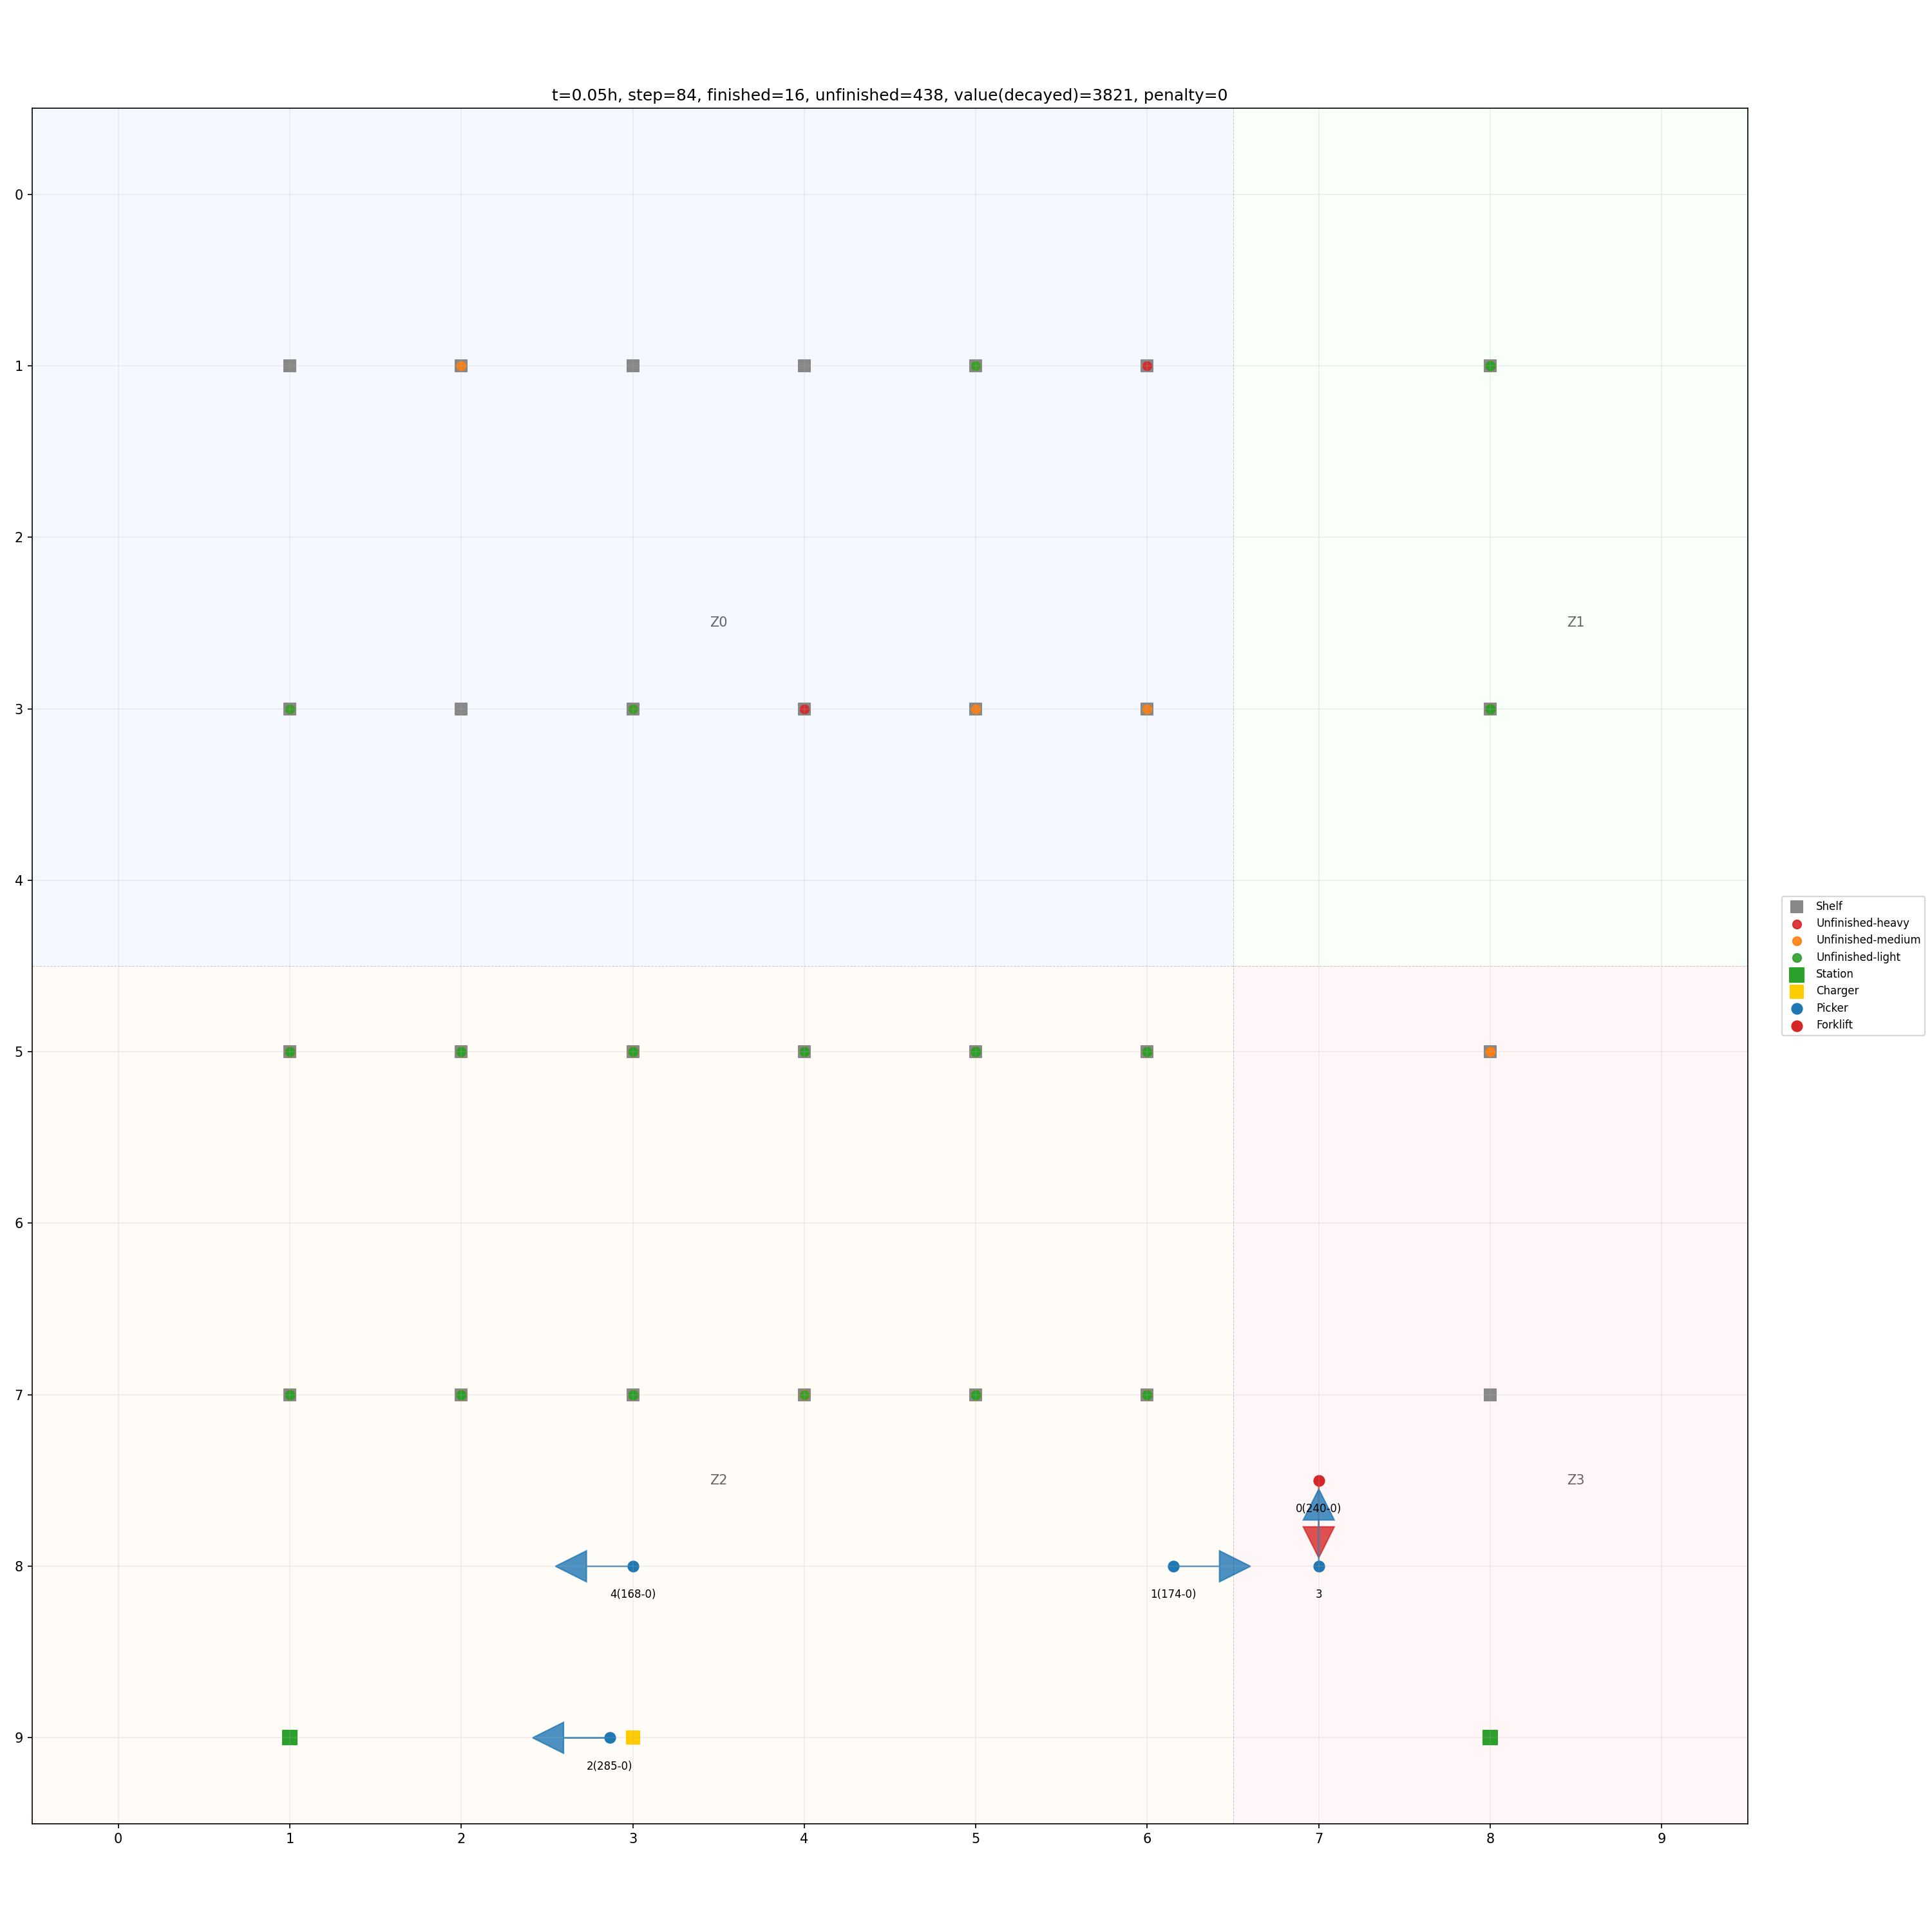 t=0.05h, step=84, finished=16, unfinished=438, value(decayed)=3821, penalty=0
0
1
2
Z0
Z1
3
4
Shelf
Unfinished-heavy
Unfinished-medium
Unfinished-light
Station
Charger
Picker
Forklift
5
6
7
Z2
Z3
0(240-0)
8
4(168-0)
1(174-0)
3
9
2(285-0)
0
1
2
3
4
5
6
7
8
9